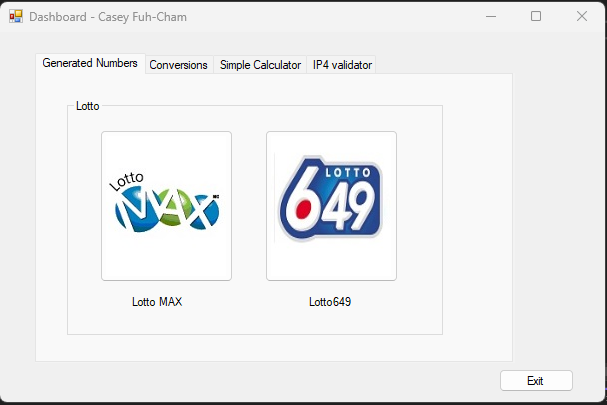 Dashboard - Casey Fuh-Cham
Generated Numbers Conversions Simple Calculator IP4 validator
Lotto
Lotto
MAX
LOTTO
649
Lotto MAX Lotto649
Exit